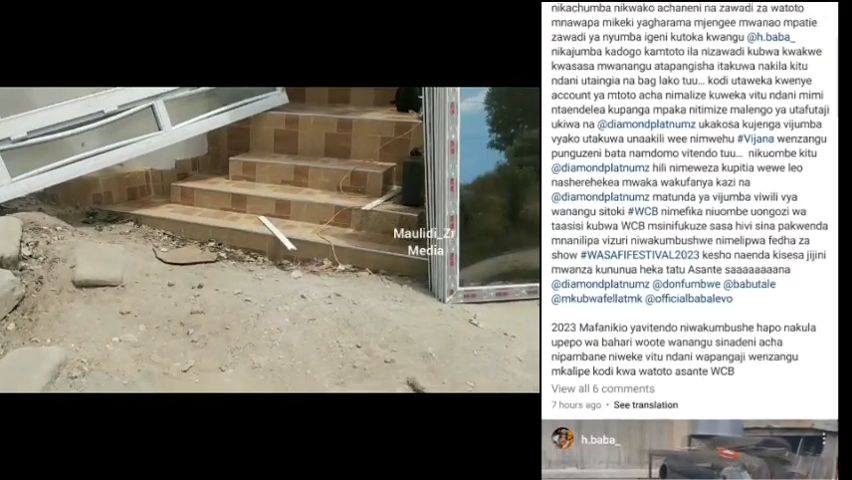 Maulidi_Zr
Media
nikachumba nikwako achaneni na zawadi za watoto
mnawapa mikeki yagharama mjengee mwanao mpatie
zawadi ya nyumba igeni kutoka kwangu @h.baba_
nikajumba kadogo kamtoto ila nizawadi kubwa kwakwe
kwasasa mwanangu atapangisha itakuwa nakila kitu
ndani utaingia na bag lako tuu... kodi utaweka kwenye
account ya mtoto acha nimalize kuweka vitu ndani mimi
ntaendelea kupanga mpaka nitimize malengo ya utafutaji
ukiwa na @diamondplatnumz ukakosa kujenga vijumba
vyako utakuwa unaakili wee nimwehu #Vijana wenzangu
punguzeni bata namdomo vitendo tuu... nikuombe kitu
@diamondplatnumz hili nimeweza kupitia wewe leo
nasherehekea mwaka wakufanya kazi na
@diamondplatnumz matunda ya vijumba viwili vya
wanangu sitoki #WCB nimefika niuombe uongozi wa
taasisi kubwa WCB msinifukuze sasa hivi sina pakwenda
mnanilipa vizuri niwakumbushwe nimelipwa fedha za
show #WASAFIFESTIVAL2023 kesho naenda kisesa jijini
mwanza kununua heka tatu Asante saaaaaaaana
@diamondplatnumz @donfumbwe @babutale
@mkubwafellatmk @officialbabalevo
2023 Mafanikio yavitendo niwakumbushe hapo nakula
upepo wa bahari woote wanangu sinadeni acha
nipambane niweke vitu ndani wapangaji wenzangu
mkalipe kodi kwa watoto asante WCB
View all 6 comments
7 hours ago • See translation
h.baba_